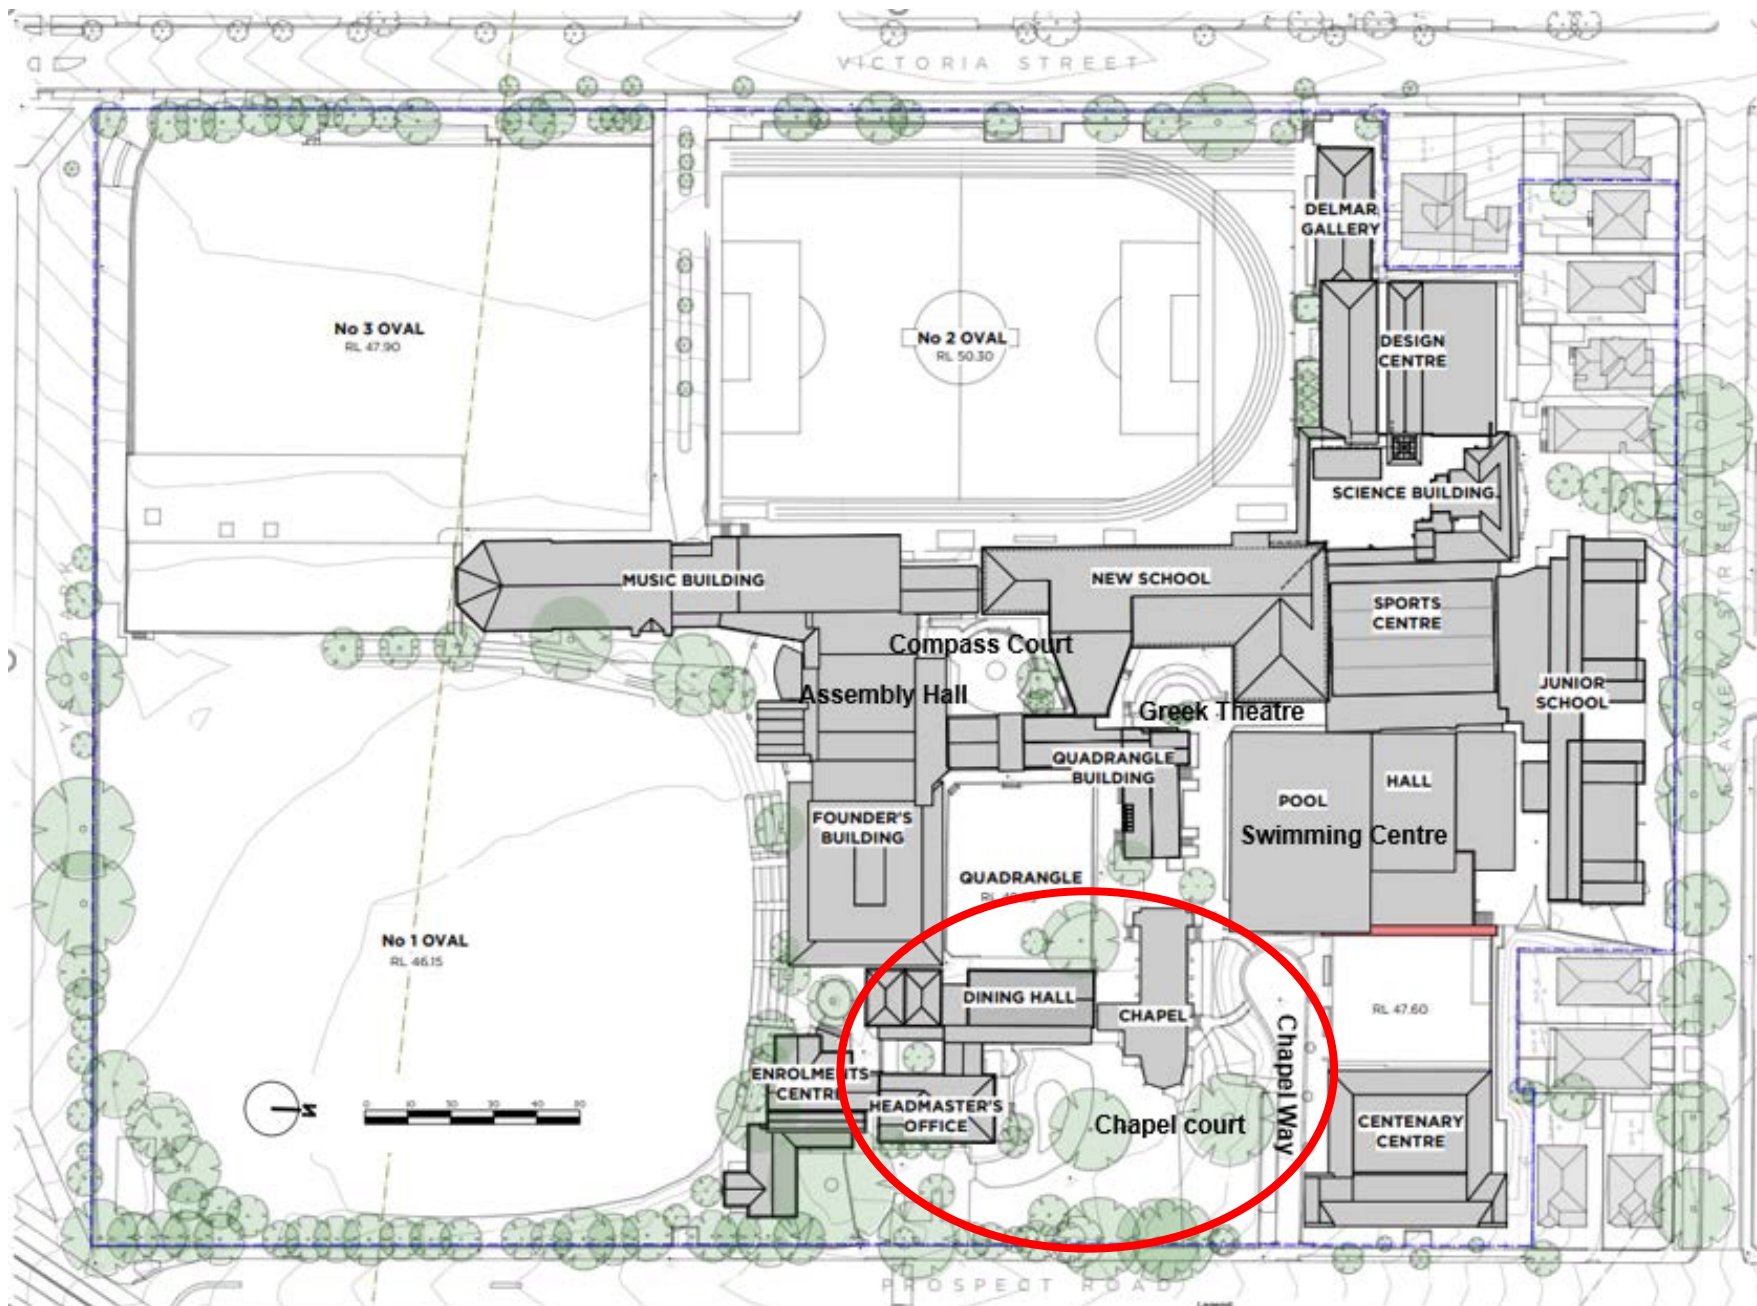 VICTORIA STREET
DELMAR
GALLERY
No 3 OVAL
RL 47.90
No 2 OVAL
RL 50.30
DESIGN
CENTRE
SCIENCE BUILDING
MUSIC BUILDING
NEW SCHOOL
SPORTS
CENTRE
Compass Court
Assembly Hall
JUNIOR
SCHOOL
Greek Theatre
QUADRANGLE
BUILDING
HALL
POOL
FOUNDER'S
BUILDING
Swimming Centre
QUADRANGLE
No 1 OVAL
RL 46.15
DINING HALL
CHAPEL
RL 47.60
Chapel Way
ENROLMENTS
CENTRE
HEADMASTER'S
OFFICE
Chapel court
CENTENARY
CENTRE
PROSPECT ROAD